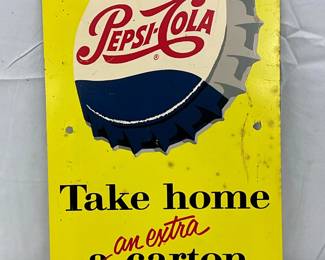 PEPSI-COLA
®
Take home
an extra
a carton